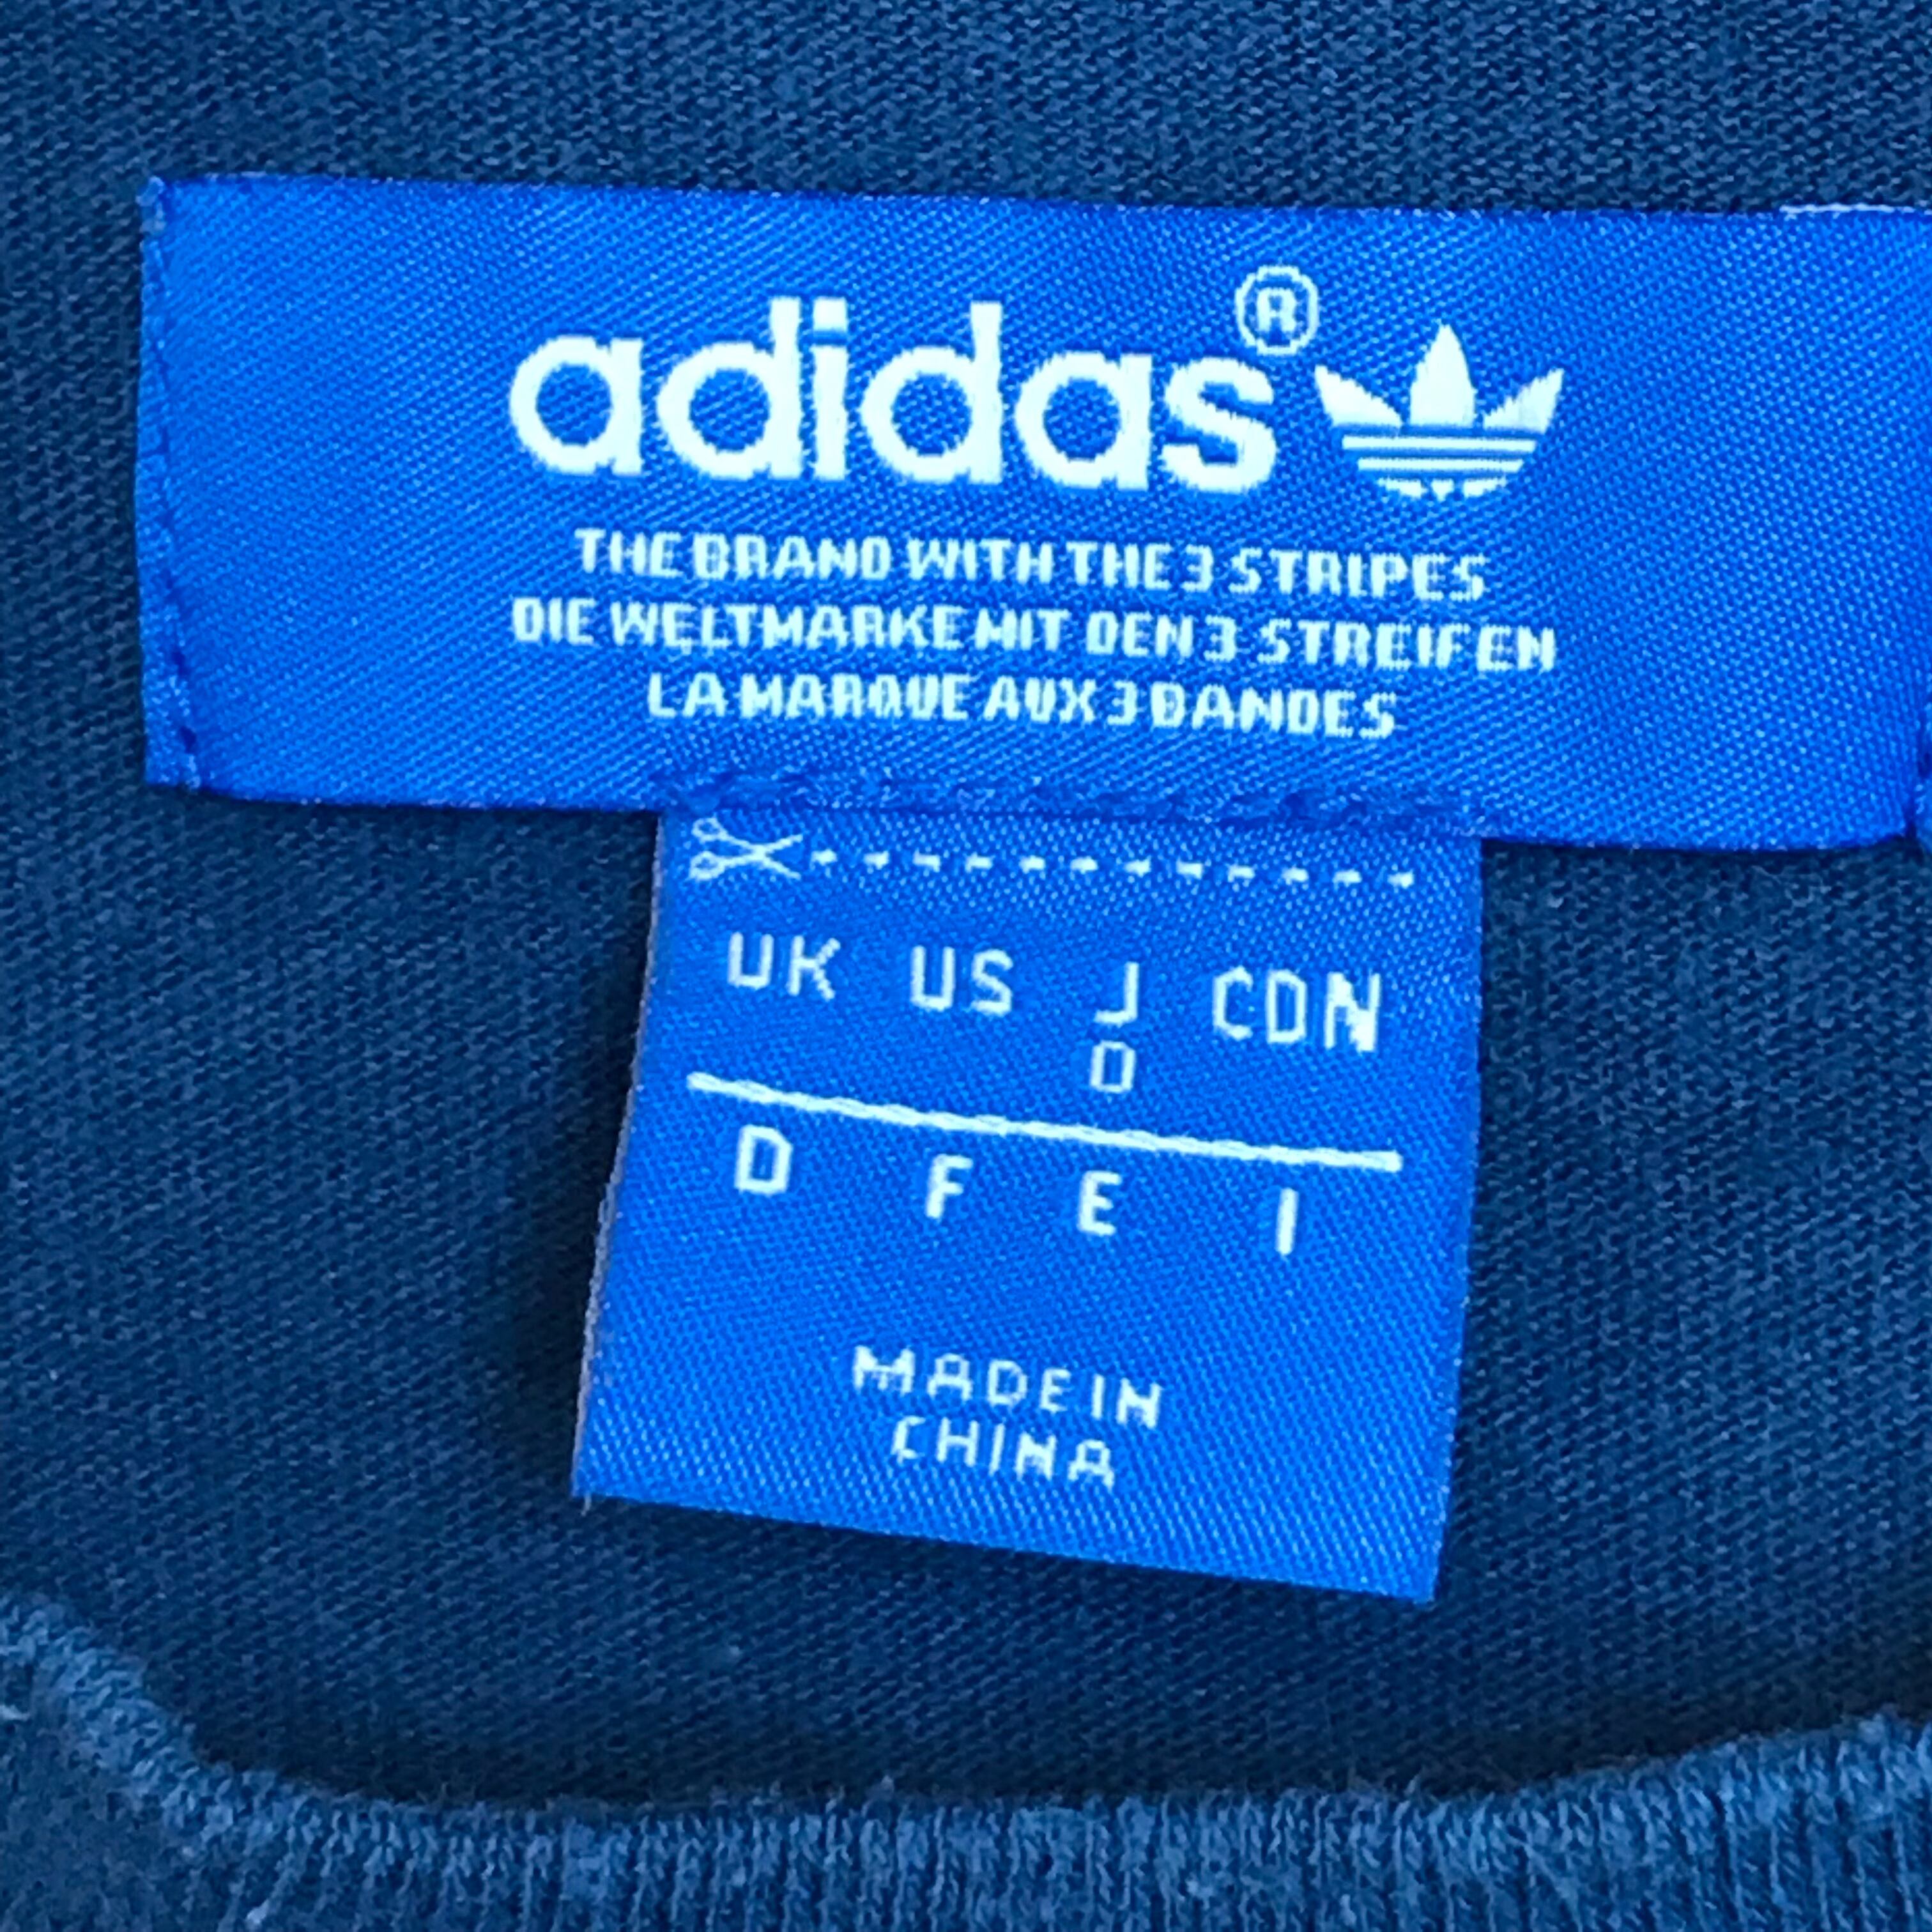 adidas®
THE BRAND WITH THE 3 STRIPES
DIE WELTMARKE MIT DEN 3 STREIFEN
LA MARQUE AUX 3 BANDES
UK US J CDN
O
D F E I
MADE IN
CHINA